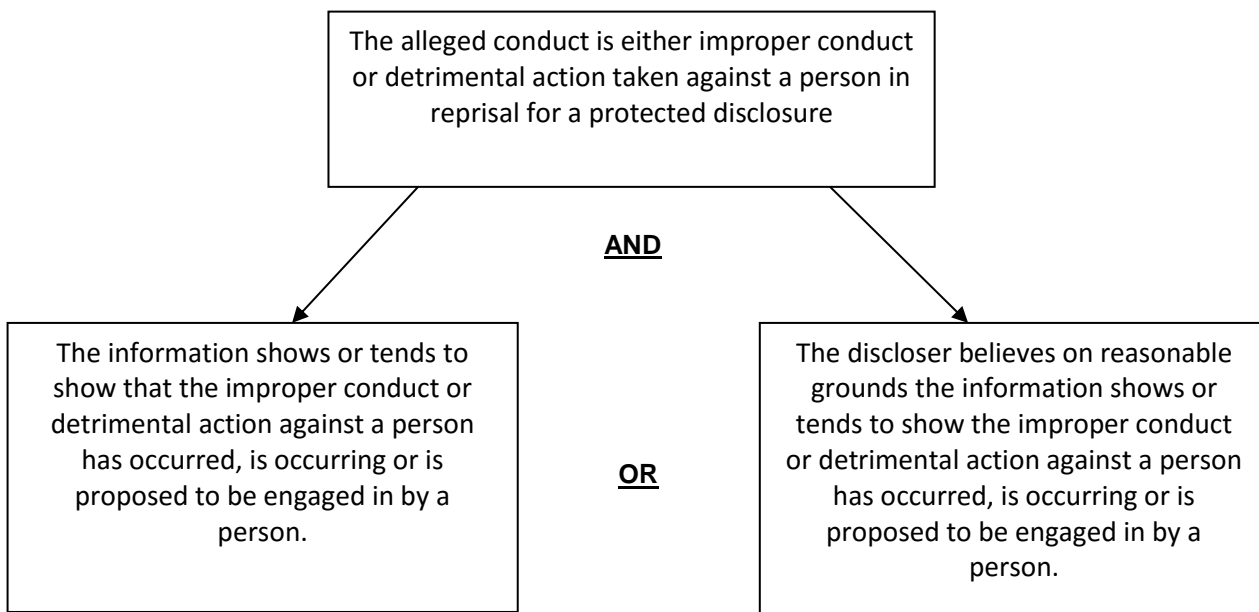 The alleged conduct is either improper conduct
or detrimental action taken against a person in
reprisal for a protected disclosure
AND
The information shows or tends to
show that the improper conduct or
detrimental action against a person
has occurred, is occurring or is
proposed to be engaged in by a
person.
OR
The discloser believes on reasonable
grounds the information shows or
tends to show the improper conduct
or detrimental action against a person
has occurred, is occurring or is
proposed to be engaged in by a
person.